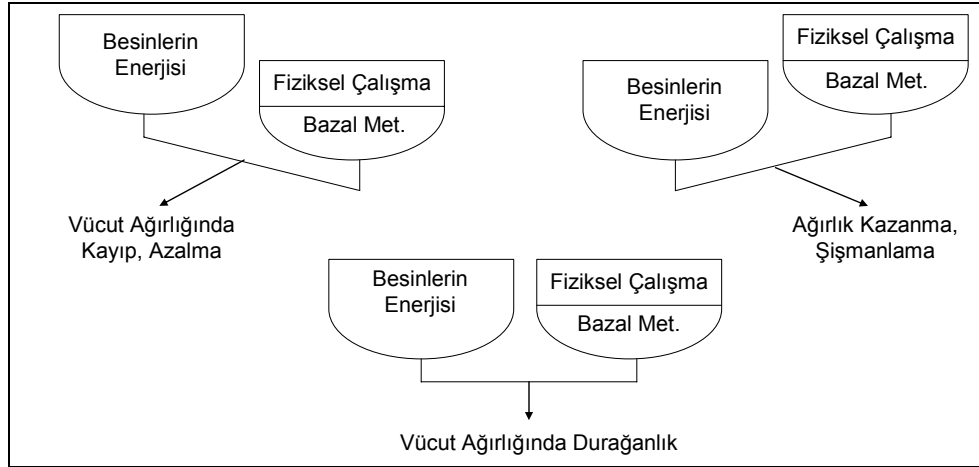 Besinlerin
Enerjisi
Fiziksel Çalışma
Bazal Met.
Vücut Ağırlığında
Kayıp, Azalma
Besinlerin
Enerjisi
Fiziksel Çalışma
Bazal Met.
Ağırlık Kazanma,
Şişmanlama
Besinlerin
Enerjisi
Fiziksel Çalışma
Bazal Met.
Vücut Ağırlığında Durağanlık